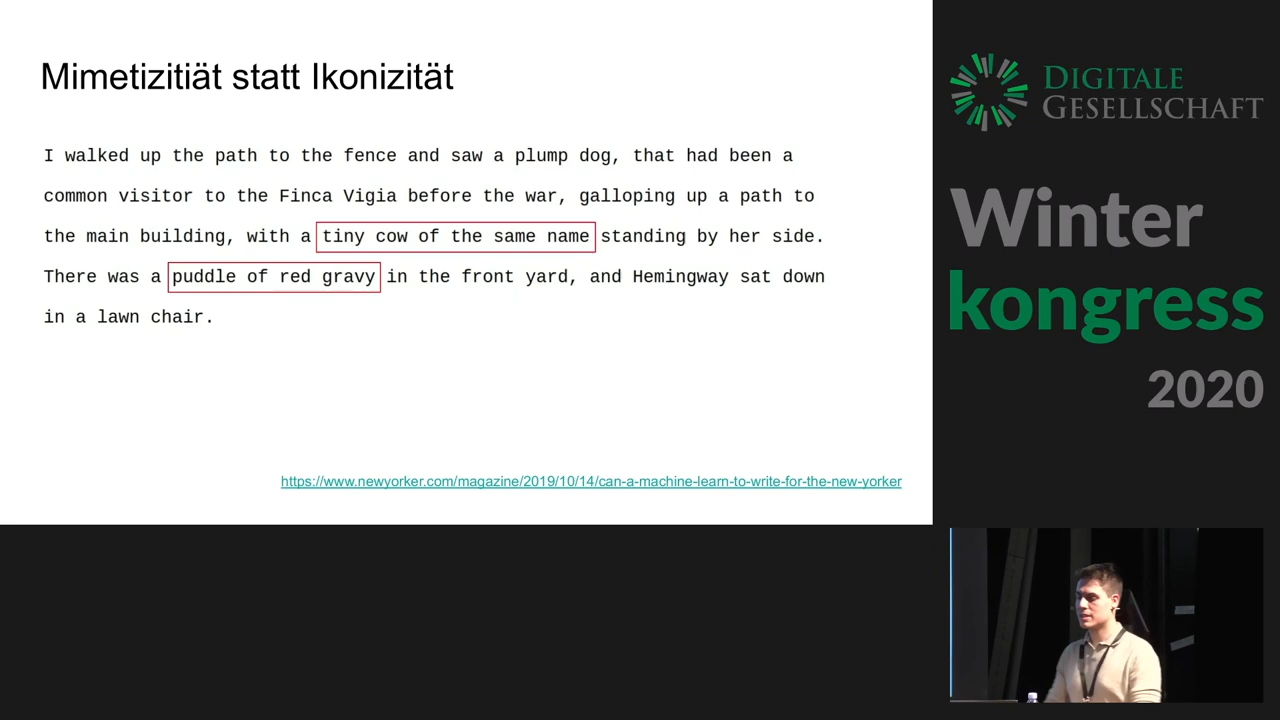 Mimetizitiät statt Ikonizität
I walked up the path to the fence and saw a plump dog, that had been a
common visitor to the Finca Vigia before the war, galloping up a path to
the main building, with a tiny cow of the same name standing by her side.
There was a puddle of red gravy in the front yard, and Hemingway sat down
in a lawn chair.
https://www.newyorker.com/magazine/2019/10/14/can-a-machine-learn-to-write-for-the-new-yorker
DIGITALE
GESELLSCHAFT
Winter
kongress
2020